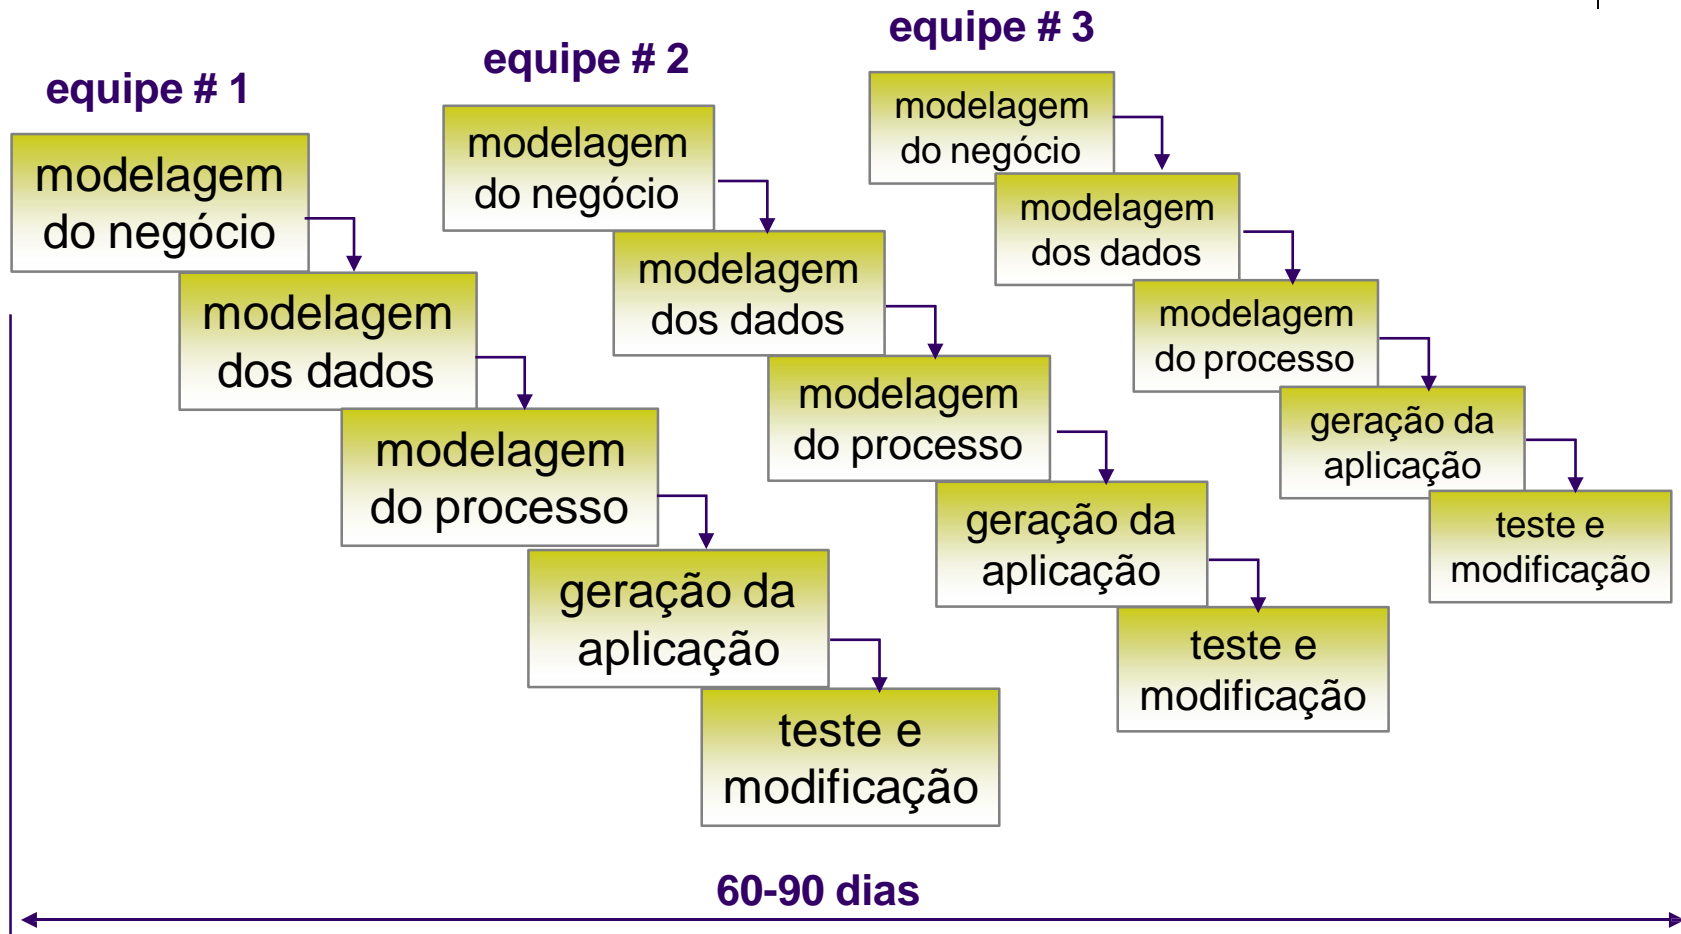 equipe # 1
modelagem
do negócio
modelagem
dos dados
modelagem
do processo
geração da
aplicação
teste e
modificação
equipe # 2
modelagem
do negócio
modelagem
dos dados
modelagem
do processo
geração da
aplicação
teste e
modificação
equipe # 3
modelagem
do negócio
modelagem
dos dados
modelagem
do processo
geração da
aplicação
teste e
modificação
60-90 dias